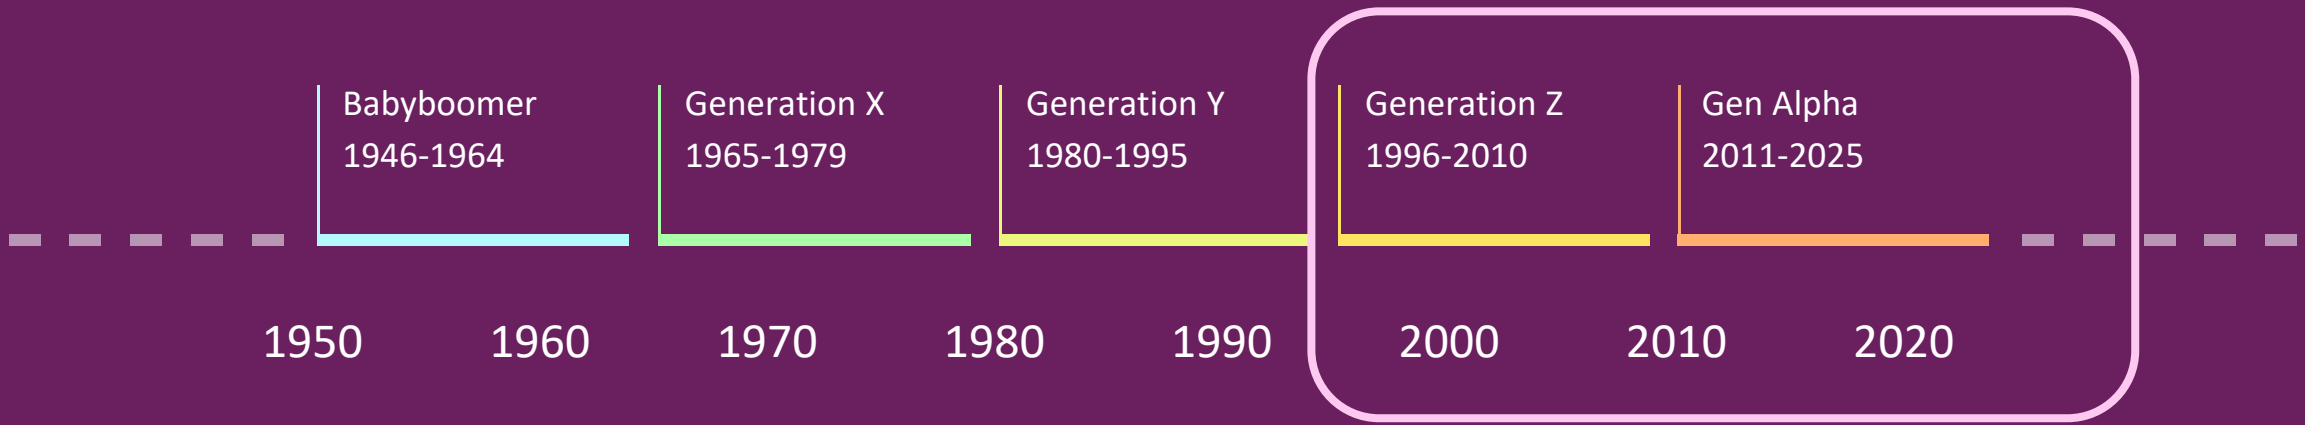 Babyboomer
1946-1964
Generation X
1965-1979
Generation Y
1980-1995
Generation Z
1996-2010
Gen Alpha
2011-2025
1950 1960 1970 1980 1990 2000 2010 2020